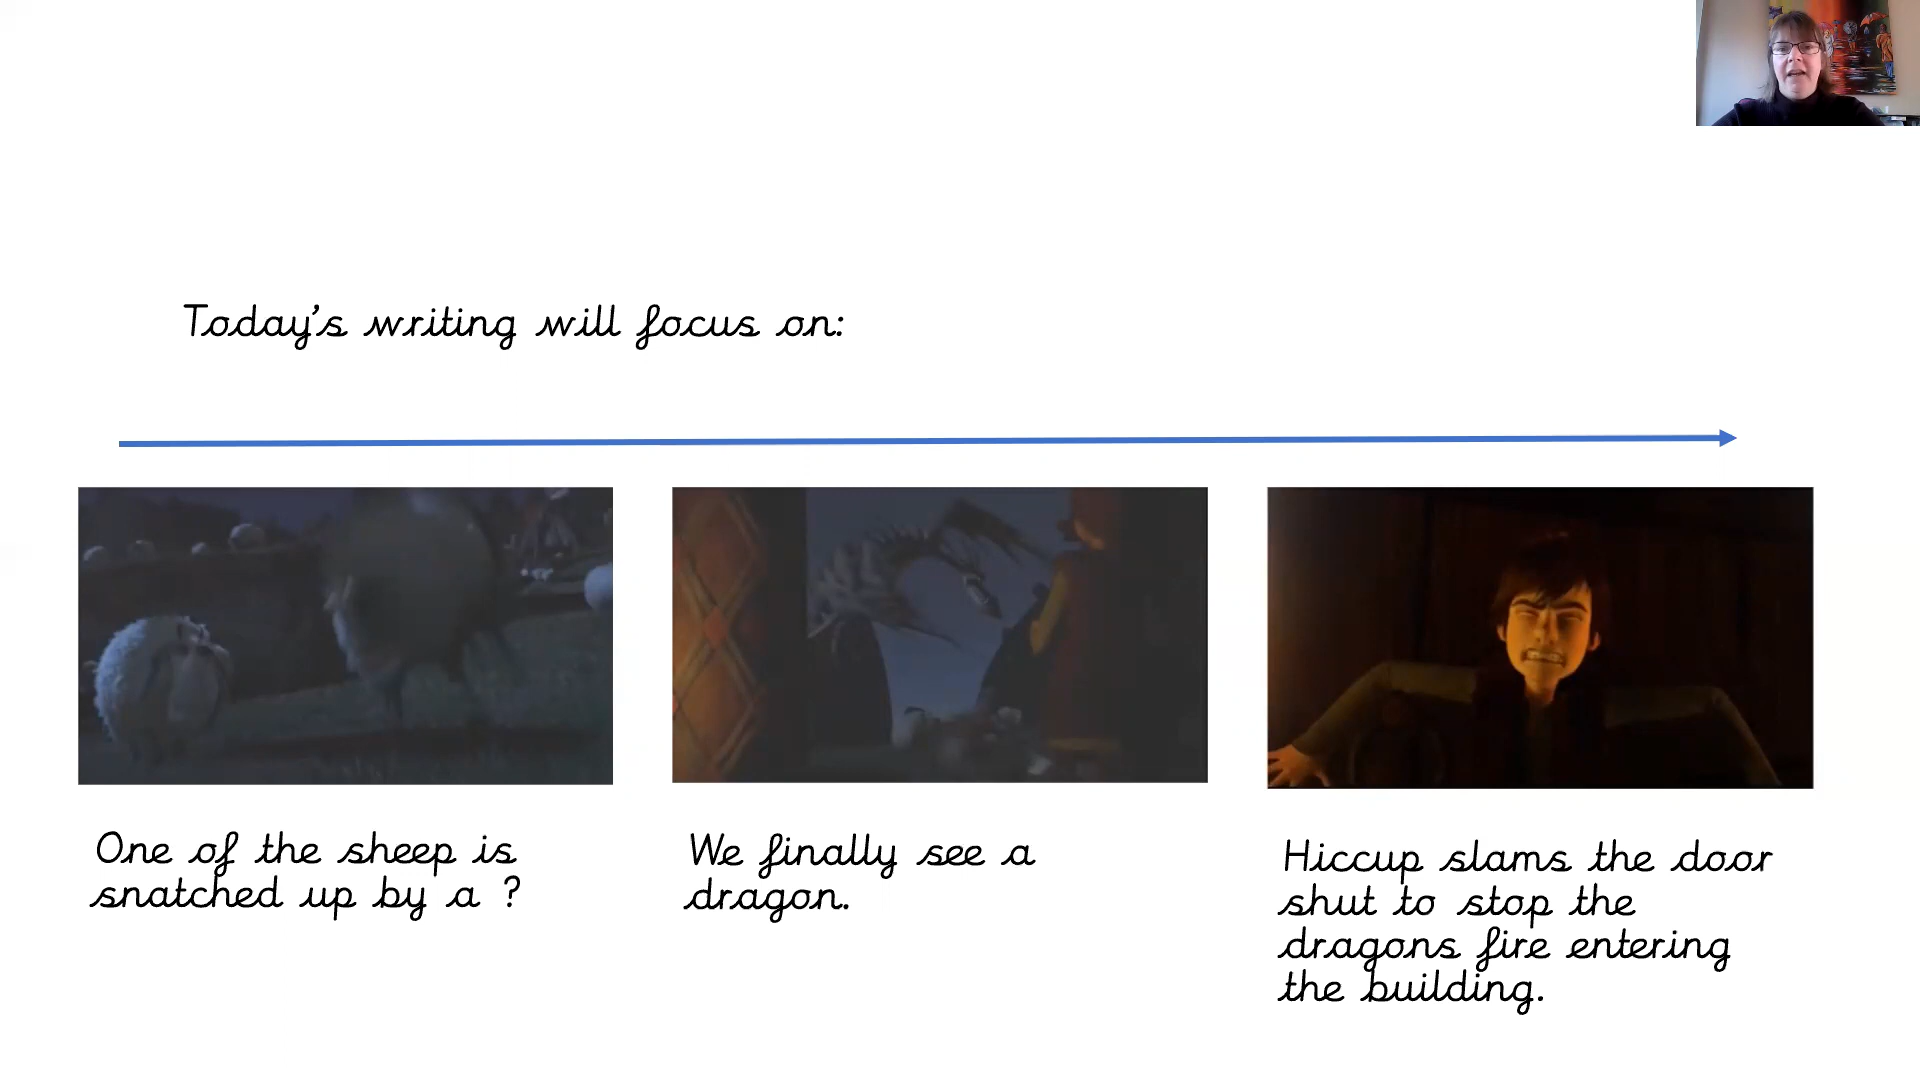 Today's writing will focus on:
One of the sheep is
snatched up by a ?
We finally see a
dragon.
Hiccup slams the door
shut to stop the
dragons fire entering
the building.